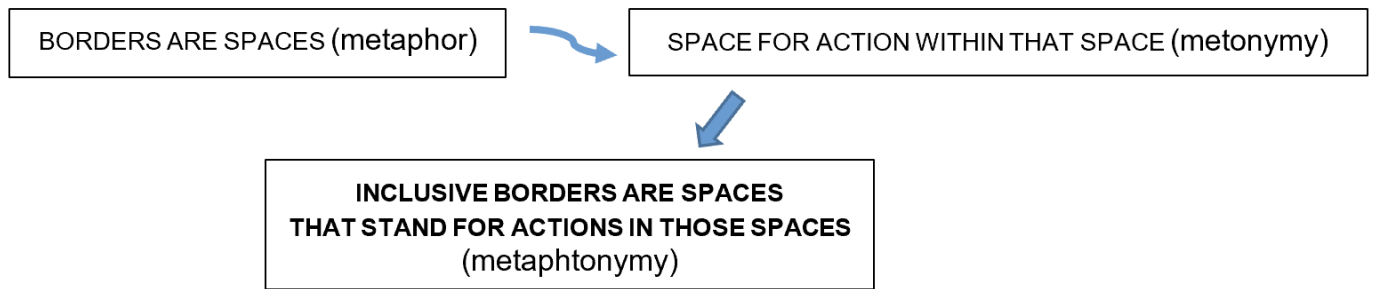 BORDERS ARE SPACES (metaphor)
SPACE FOR ACTION WITHIN THAT SPACE (metonymy)
INCLUSIVE BORDERS ARE SPACES
THAT STAND FOR ACTIONS IN THOSE SPACES
(metaphtonymy)